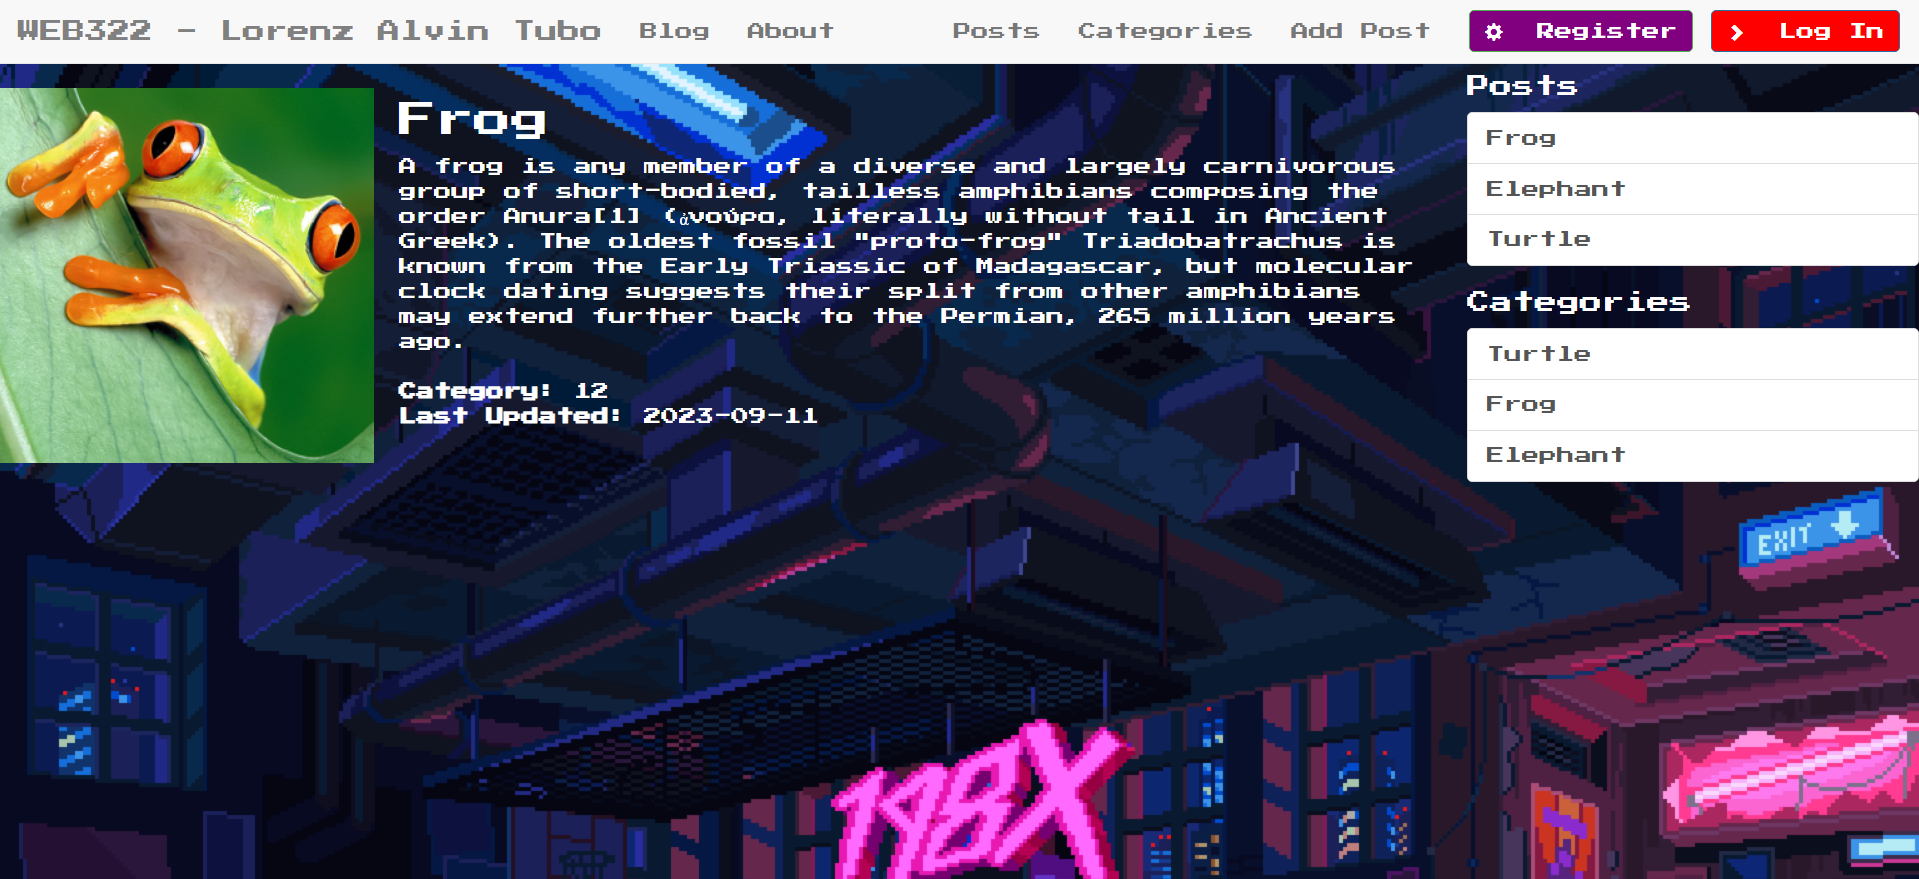 WEB322 - Lorenz Alvin Tubo Blog About Posts Categories Add Post Register Log In
Frog
A frog is any member of a diverse and largely carnivorous
group of short-bodied, tailless amphibians composing the
order Anura[1] (ἀνούρα, literally without tail in Ancient
Greek). The oldest fossil "proto-frog" Triadobatrachus is
known from the Early Triassic of Madagascar, but molecular
clock dating suggests their split from other amphibians
may extend further back to the Permian, 265 million years
ago.
Category: 12
Last Updated: 2023-09-11
Posts
Frog
Elephant
Turtle
Categories
Turtle
Frog
Elephant
EXIT
198X